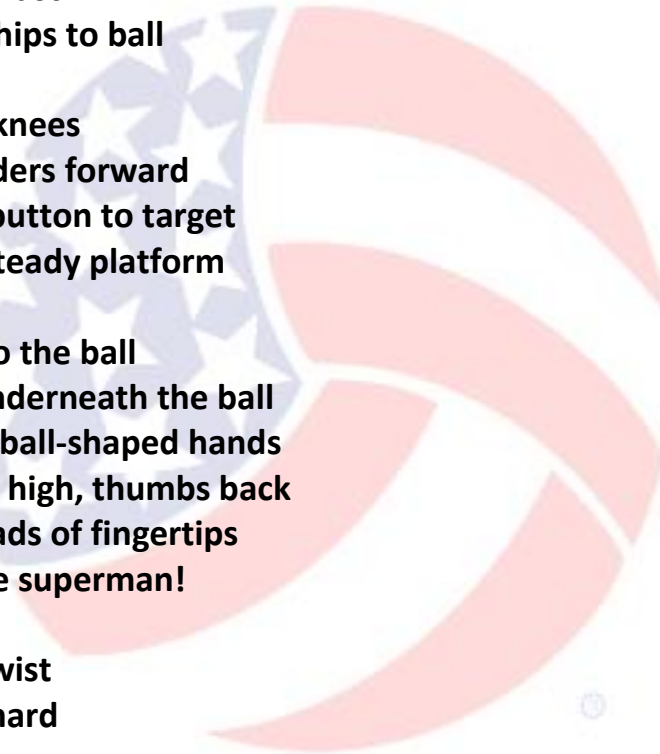 hips to ball
knees
ders forward
button to target
teady platform
o the ball
nderneath the ball
ball-shaped hands
high, thumbs back
ads of fingertips
e superman!
wist
hard